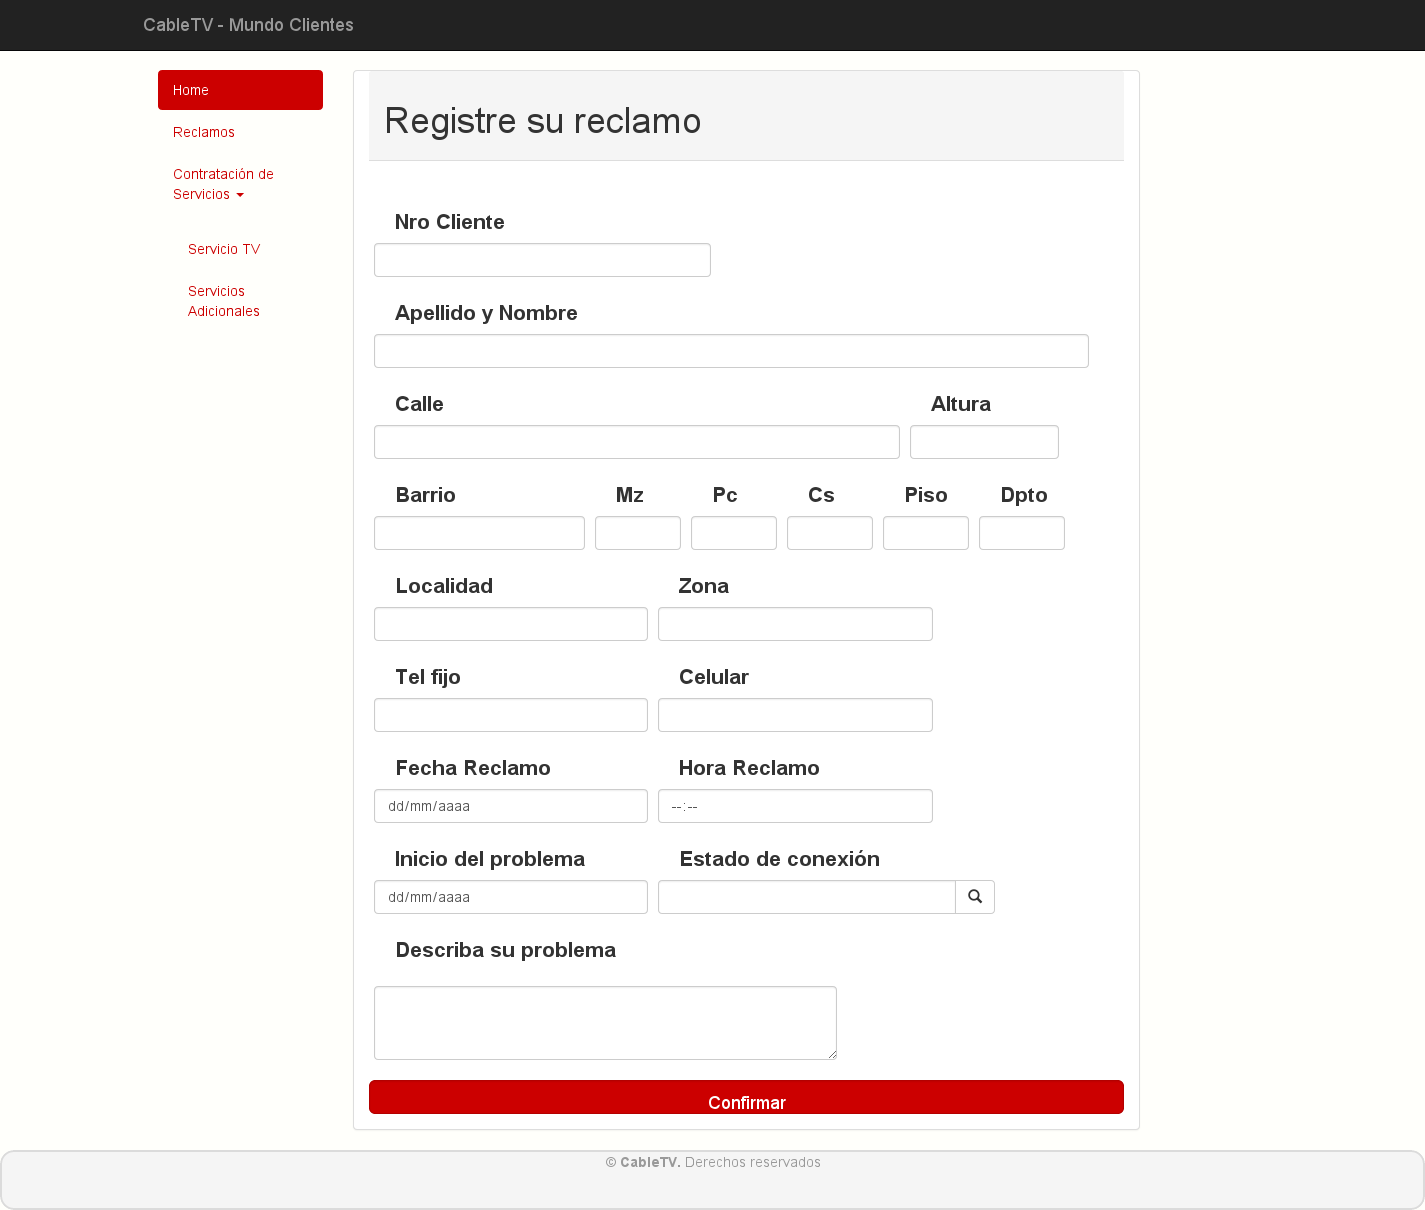 CableTV - Mundo Clientes
Home
Reclamos
Contratación de
Servicios
Servicio TV
Servicios
Adicionales
Registre su reclamo
Nro Cliente
Apellido y Nombre
Calle Altura
Barrio Mz Pc Cs Piso Dpto
Localidad Zona
Tel fijo Celular
Fecha Reclamo Hora Reclamo
dd/mm/aaaa --:--
Inicio del problema Estado de conexión
dd/mm/aaaa
Describa su problema
Confirmar
© CableTV. Derechos reservados